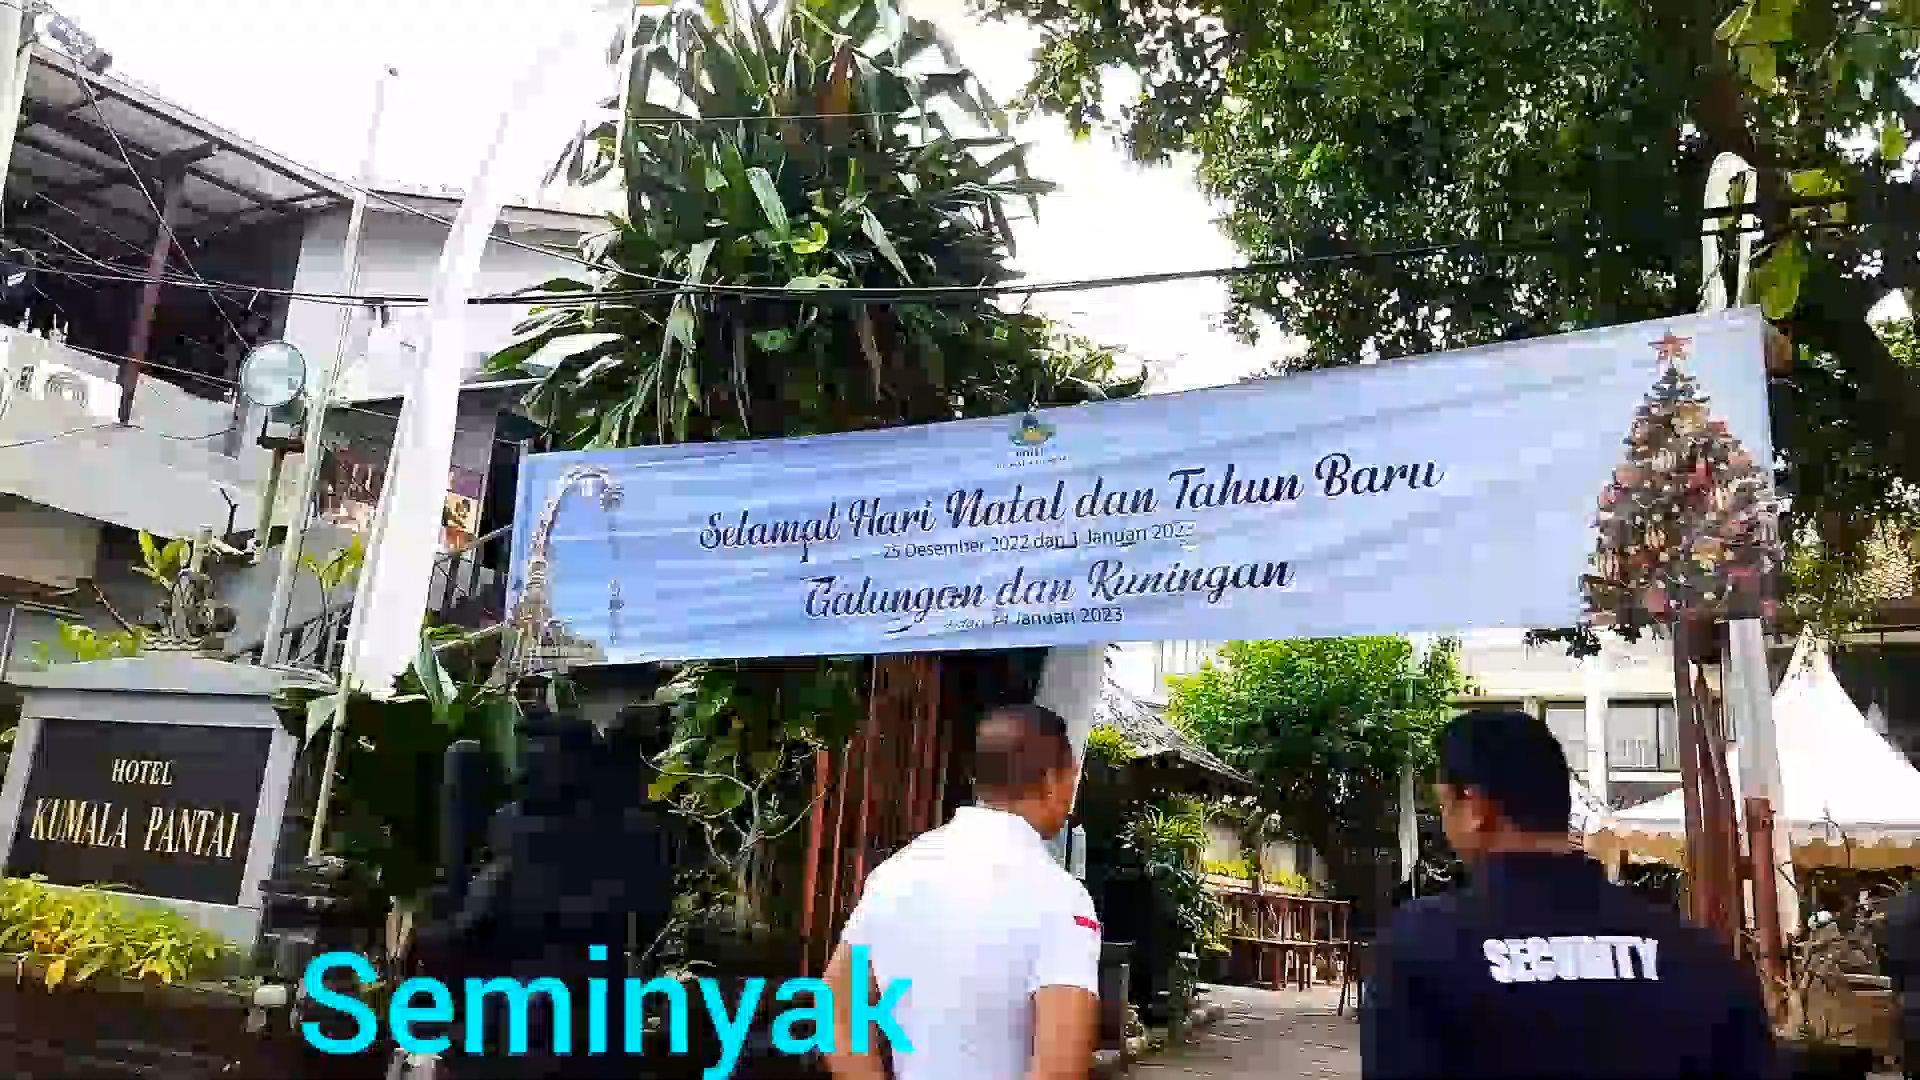 Selamat Hari Natal dan Tahun Baru
25 Desember 2022 dan 1 Januari 2023
Galungan dan Kuningan
Januari 2023
HOTEL
KUMALA PANTAI
SECURITY
Seminyak